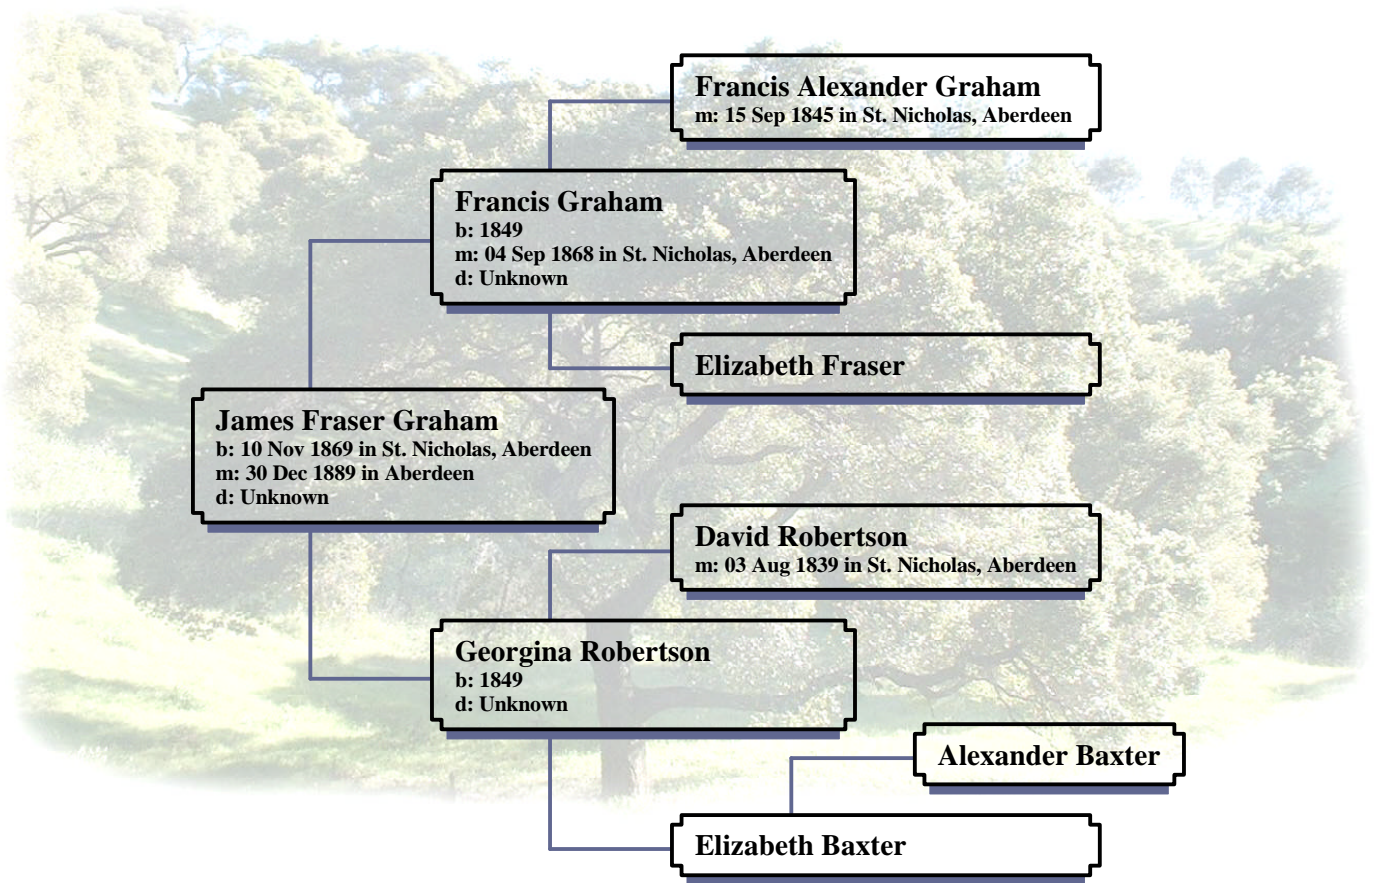 Francis Alexander Graham
m: 15 Sep 1845 in St. Nicholas, Aberdeen
Francis Graham
b: 1849
m: 04 Sep 1868 in St. Nicholas, Aberdeen
d: Unknown
Elizabeth Fraser
James Fraser Graham
b: 10 Nov 1869 in St. Nicholas, Aberdeen
m: 30 Dec 1889 in Aberdeen
d: Unknown
David Robertson
m: 03 Aug 1839 in St. Nicholas, Aberdeen
Georgina Robertson
b: 1849
d: Unknown
Alexander Baxter
Elizabeth Baxter